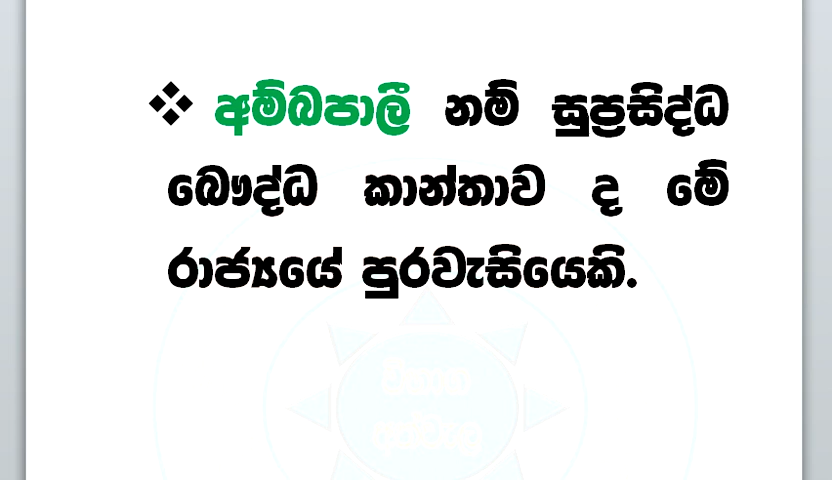 ❖ අම්බපාලී නම් සුප්‍රසිද්ධ
බෞද්ධ කාන්තාව ද මේ
රාජ්‍යයේ පුරවැසියෙකි.